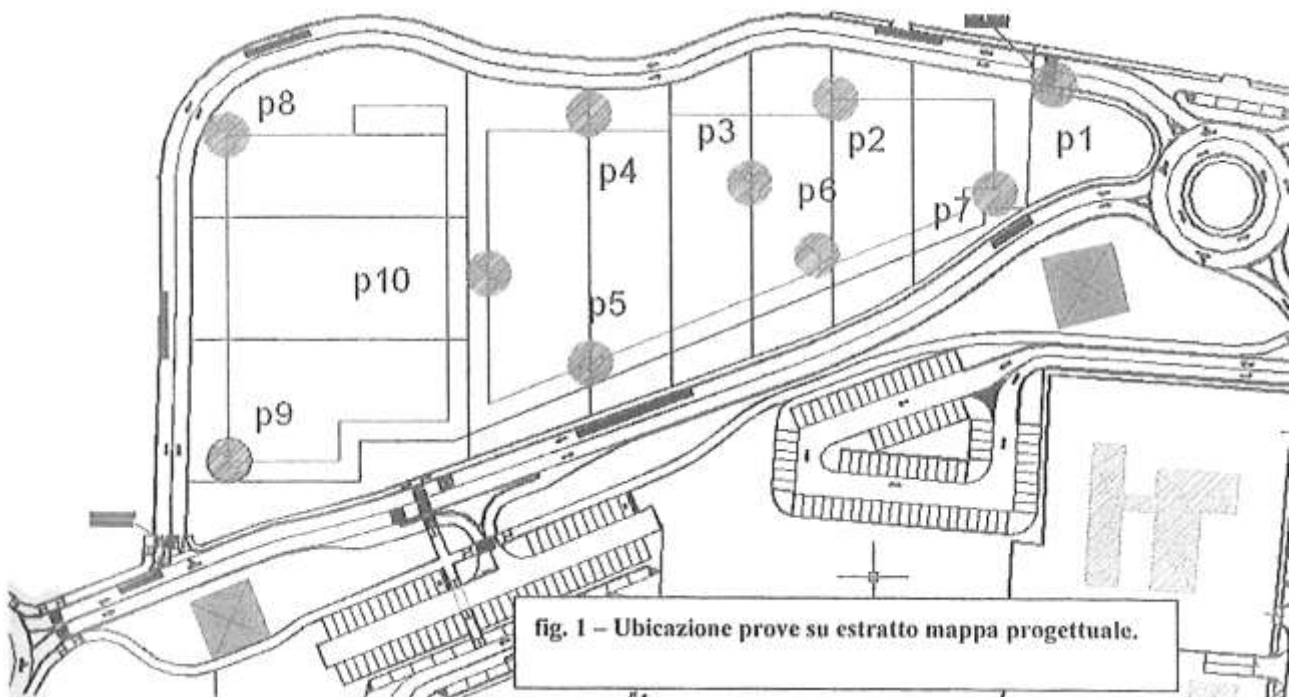 p8
p4
p3
p2
p1
p6
p7
p10
p5
p9
fig. 1 – Ubicazione prove su estratto mappa progettuale.